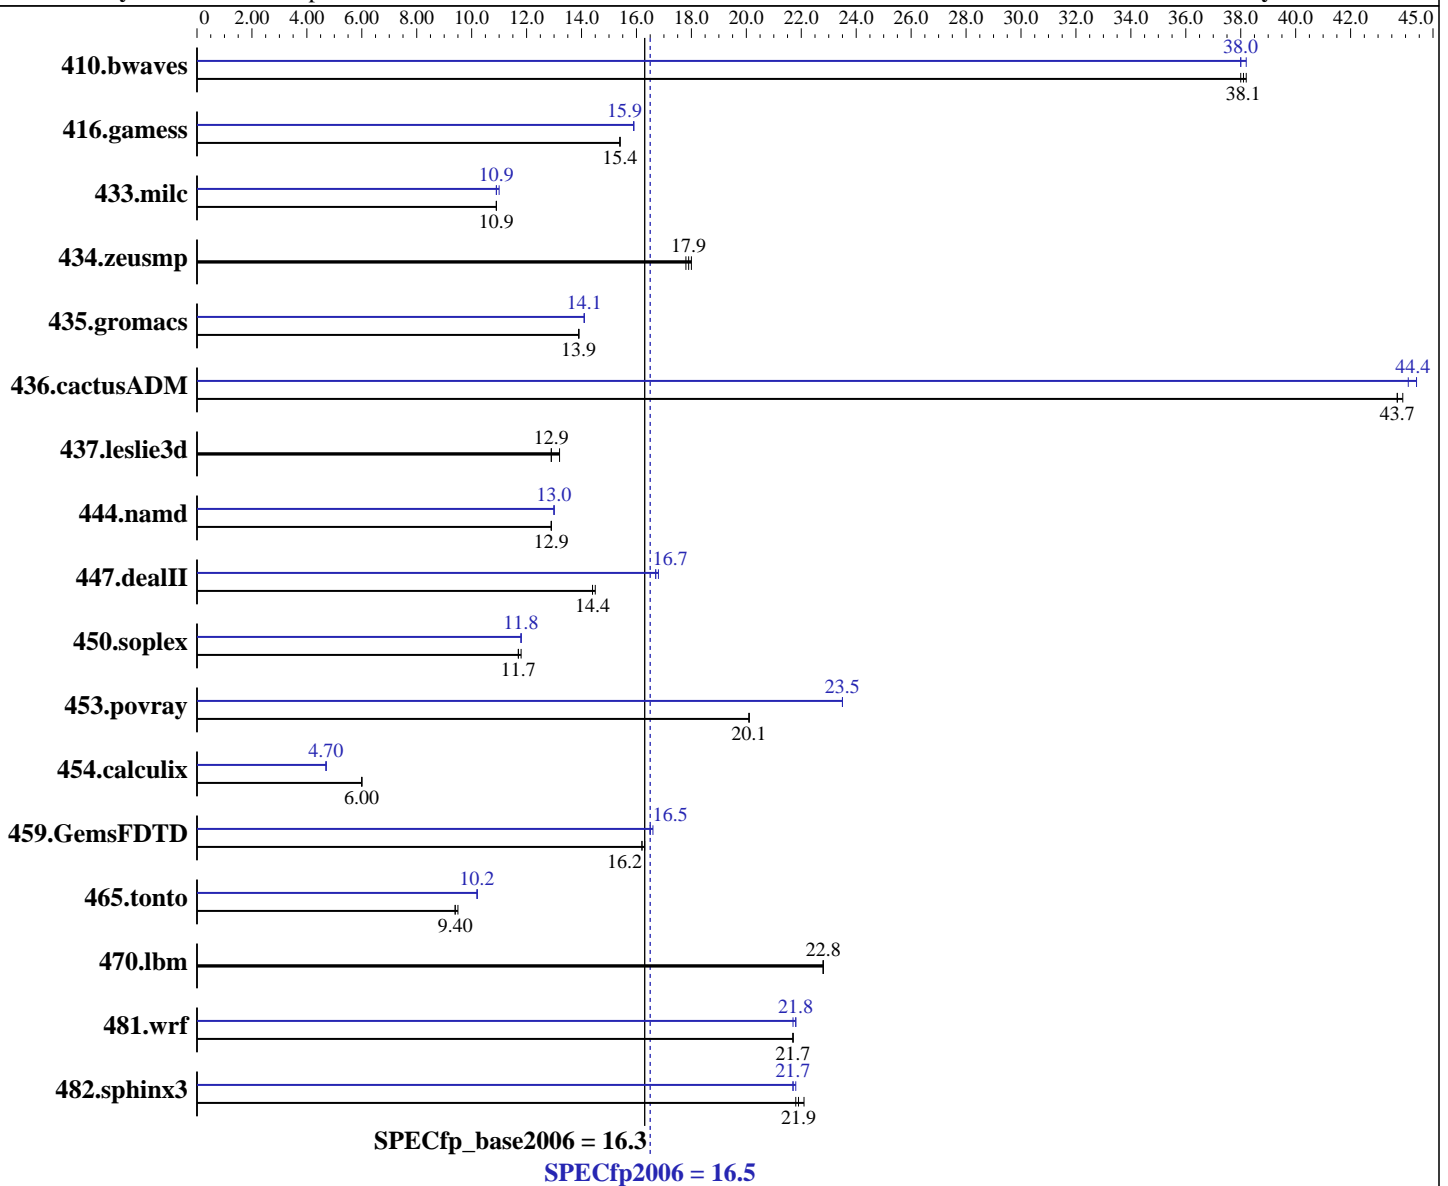 0 2.00 4.00 6.00 8.00 10.0 12.0 14.0 16.0 18.0 20.0 22.0 24.0 26.0 28.0 30.0 32.0 34.0 36.0 38.0 40.0 42.0 45.0
38.0
410.bwaves
38.1
15.9
416.gamess
15.4
10.9
433.milc
10.9
17.9
434.zeusmp
14.1
435.gromacs
13.9
44.4
436.cactusADM
43.7
12.9
437.leslie3d
13.0
444.namd
12.9
16.7
447.dealII
14.4
11.8
450.soplex
11.7
23.5
453.povray
20.1
4.70
454.calculix
6.00
16.5
459.GemsFDTD
16.2
10.2
465.tonto
9.40
22.8
470.lbm
21.8
481.wrf
21.7
21.7
482.sphinx3
21.9
SPECfp_base2006 = 16.3
SPECfp2006 = 16.5